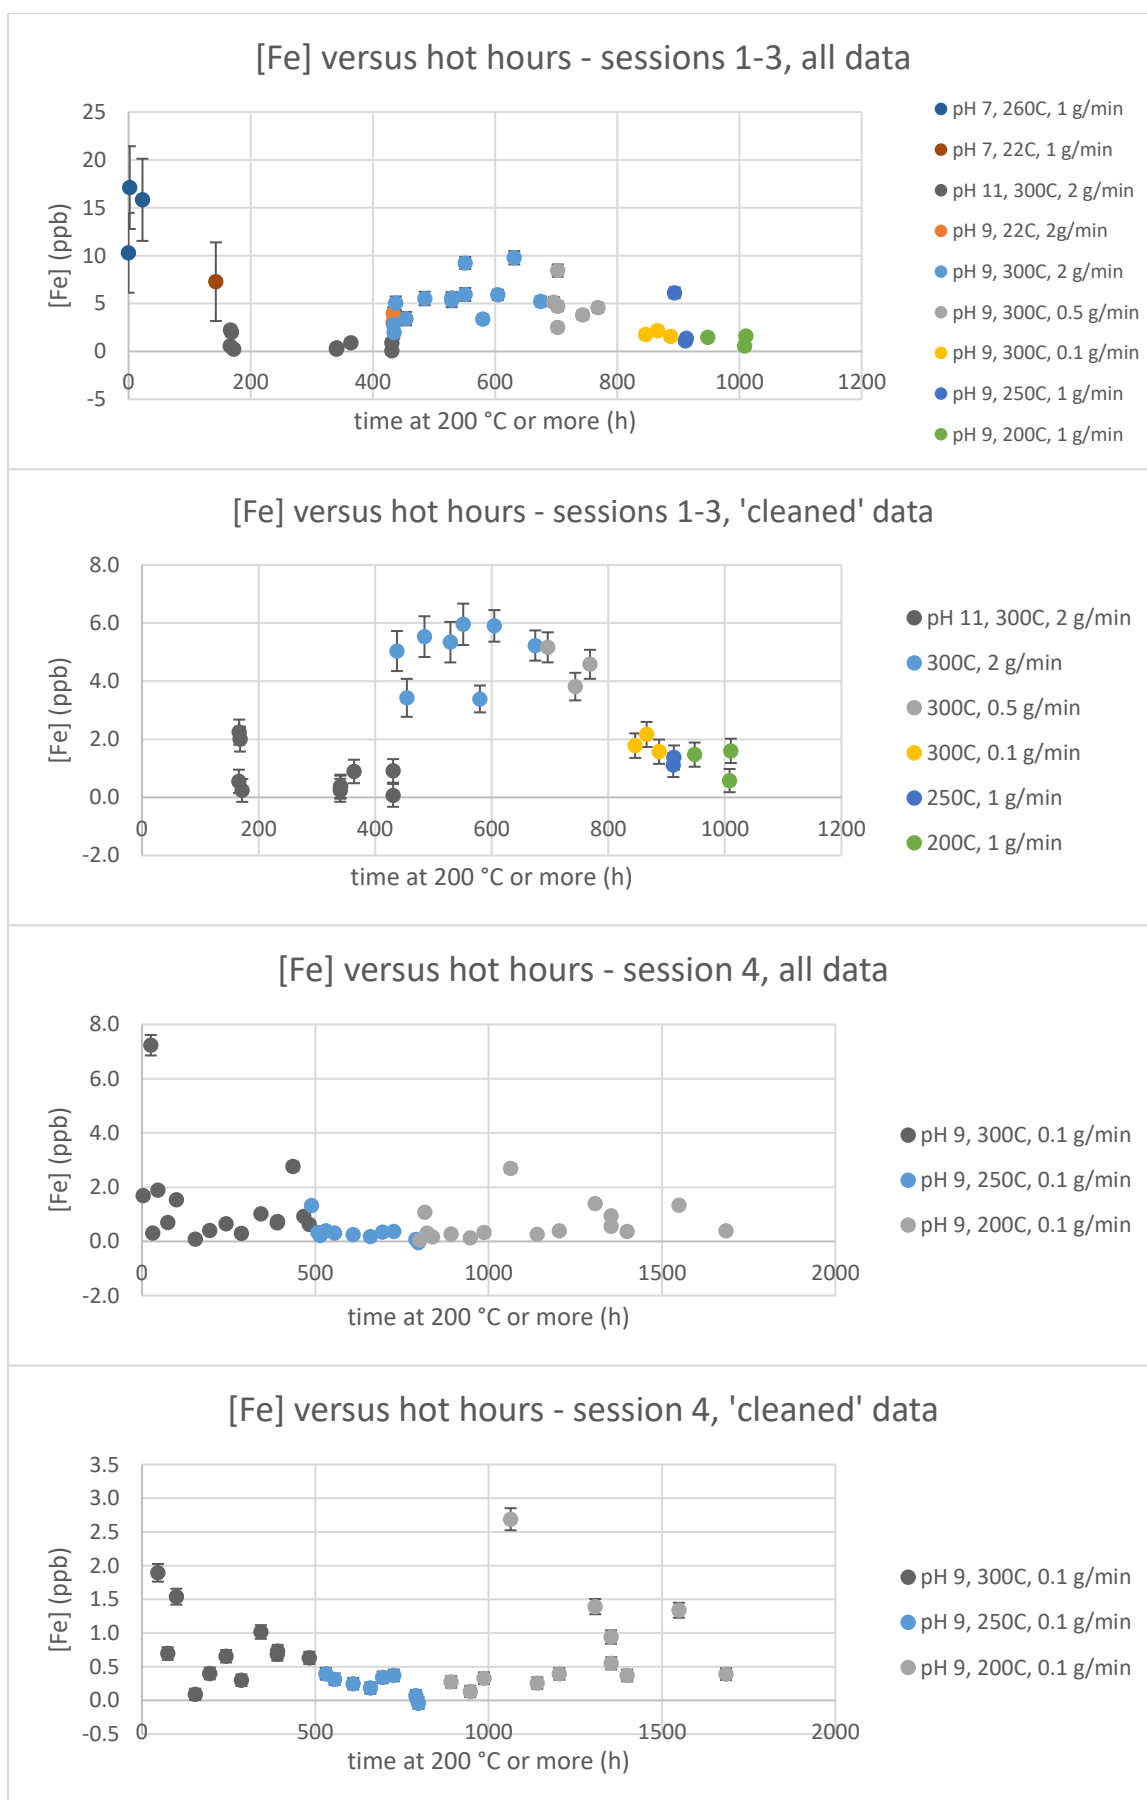 [Fe] versus hot hours - sessions 1-3, all data
25
20
15
10
5
0
-5
[Fe] (ppb)
0 200 400 600 800 1000 1200
time at 200 °C or more (h)
pH 7, 260C, 1 g/min
pH 7, 22C, 1 g/min
pH 11, 300C, 2 g/min
pH 9, 22C, 2g/min
pH 9, 300C, 2 g/min
pH 9, 300C, 0.5 g/min
pH 9, 300C, 0.1 g/min
pH 9, 250C, 1 g/min
pH 9, 200C, 1 g/min
[Fe] versus hot hours - sessions 1-3, 'cleaned' data
8.0
6.0
4.0
2.0
0.0
-2.0
[Fe] (ppb)
0 200 400 600 800 1000 1200
time at 200 °C or more (h)
pH 11, 300C, 2 g/min
300C, 2 g/min
300C, 0.5 g/min
300C, 0.1 g/min
250C, 1 g/min
200C, 1 g/min
[Fe] versus hot hours - session 4, all data
8.0
6.0
4.0
2.0
0.0
-2.0
[Fe] (ppb)
0 500 1000 1500 2000
time at 200 °C or more (h)
pH 9, 300C, 0.1 g/min
pH 9, 250C, 0.1 g/min
pH 9, 200C, 0.1 g/min
[Fe] versus hot hours - session 4, 'cleaned' data
3.5
3.0
2.5
2.0
1.5
1.0
0.5
0.0
-0.5
[Fe] (ppb)
0 500 1000 1500 2000
time at 200 °C or more (h)
pH 9, 300C, 0.1 g/min
pH 9, 250C, 0.1 g/min
pH 9, 200C, 0.1 g/min